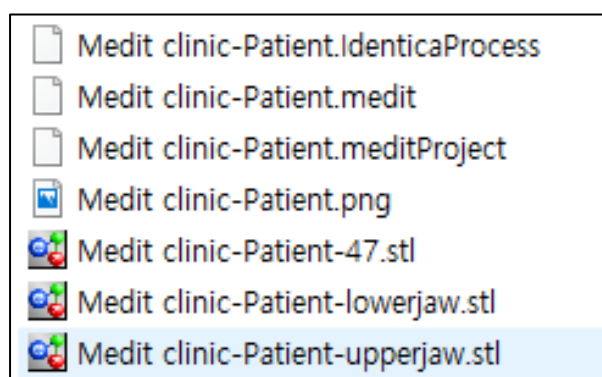 Medit clinic-Patient.IdenticaProcess
Medit clinic-Patient.medit
Medit clinic-Patient.meditProject
Medit clinic-Patient.png
Medit clinic-Patient-47.stl
Medit clinic-Patient-lowerjaw.stl
Medit clinic-Patient-upperjaw.stl